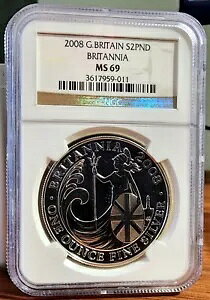 2008 G.BRITAIN S2PND
BRITANNIA
MS 69
3617959-011
NGC
BRITANNIA 2008
ONE OUNCE FINE SILVER